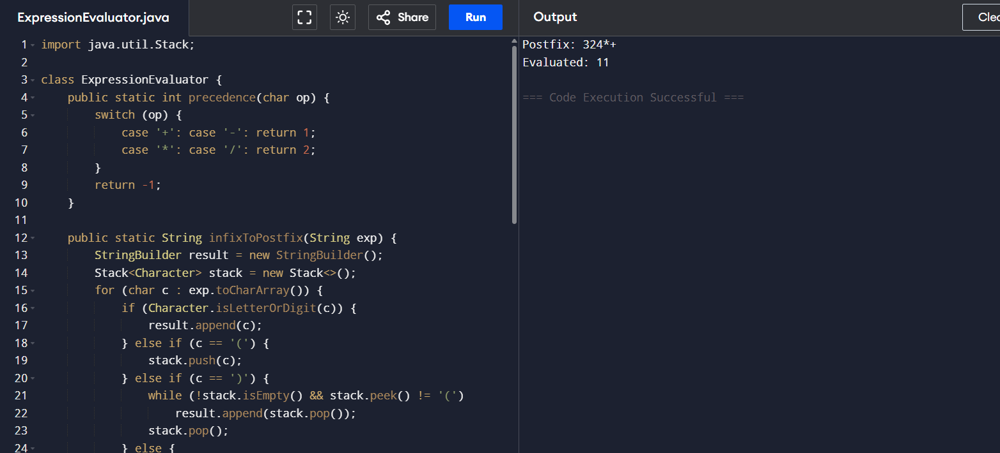 ExpressionEvaluator.java
Share
Run
Output
1 import java.util.Stack;
2
3 class ExpressionEvaluator {
4 public static int precedence(char op) {
5 switch (op) {
6 case '+': case '-': return 1;
7 case '*': case '/': return 2;
8 }
9 return -1;
10 }
11
12 public static String infixToPostfix(String exp) {
13 StringBuilder result = new StringBuilder();
14 Stack<Character> stack = new Stack<>();
15 for (char c : exp.toCharArray()) {
16 if (Character.isLetterOrDigit(c)) {
17 result.append(c);
18 } else if (c == '(') {
19 stack.push(c);
20 } else if (c == ')') {
21 while (!stack.isEmpty() && stack.peek() != '(')
22 result.append(stack.pop());
23 stack.pop();
24 } else {
Postfix: 324*+
Evaluated: 11
=== Code Execution Successful ===